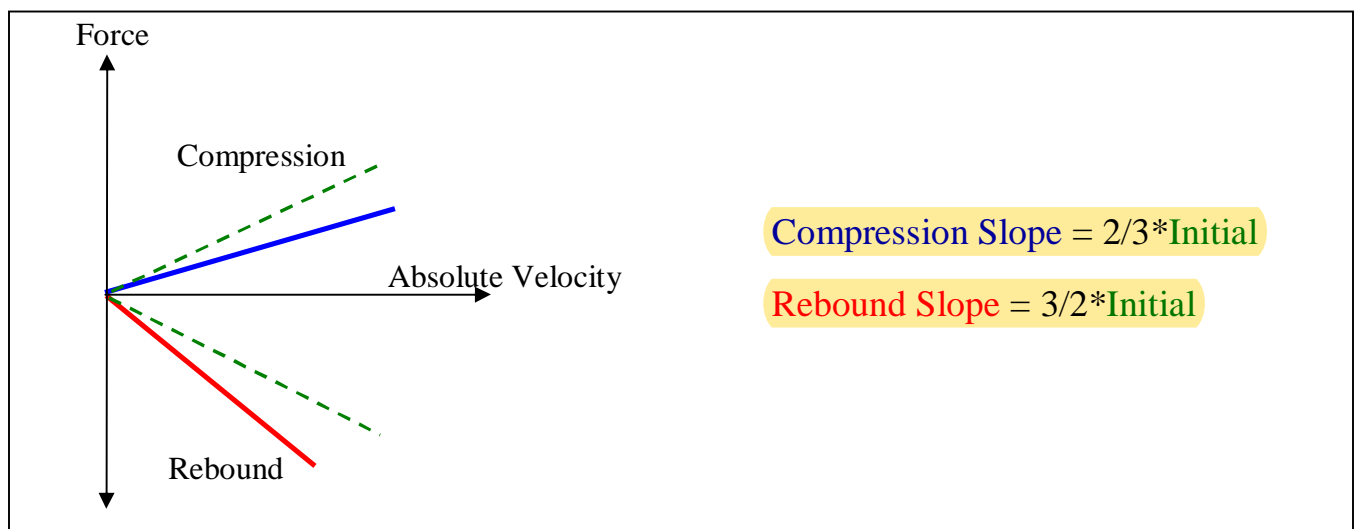 Force
Compression
Absolute Velocity
Rebound
Compression Slope = 2/3*Initial
Rebound Slope = 3/2*Initial